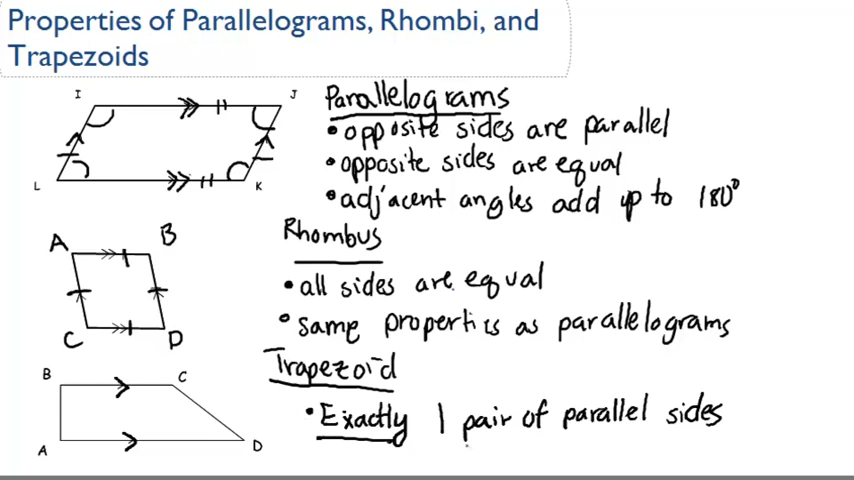 Properties of Parallelograms, Rhombi, and
Trapezoids
I
J
L
K
Parallelograms
• opposite sides are parallel
• opposite sides are equal
• adjacent angles add up to 180°
A
B
C
D
Rhombus
• all sides are equal
• same properties as parallelograms
B
C
A
D
Trapezoid
• Exactly 1 pair of parallel sides